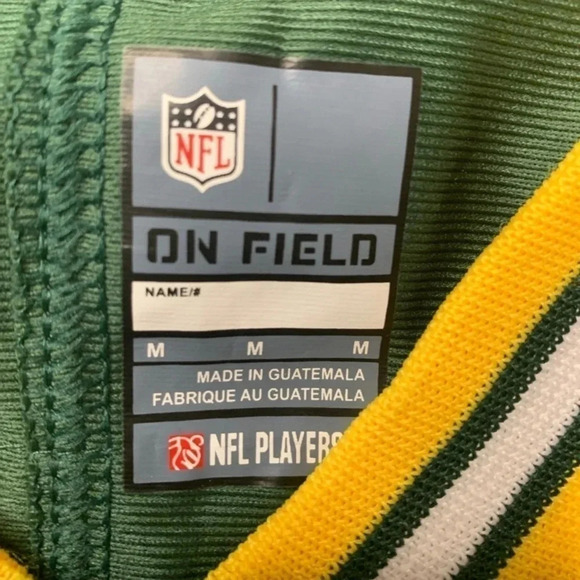 NFL
ON FIELD
NAME/#
M M M
MADE IN GUATEMALA
FABRIQUE AU GUATEMALA
NFL PLAYERS